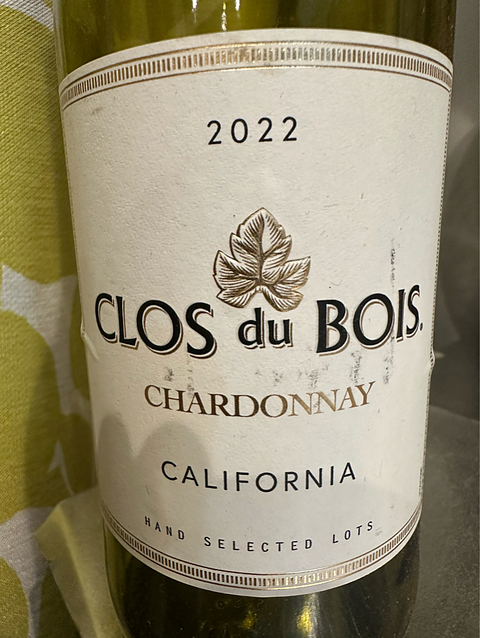 2022
CLOS du BOIS.
CHARDONNAY
CALIFORNIA
HAND SELECTED LOTS